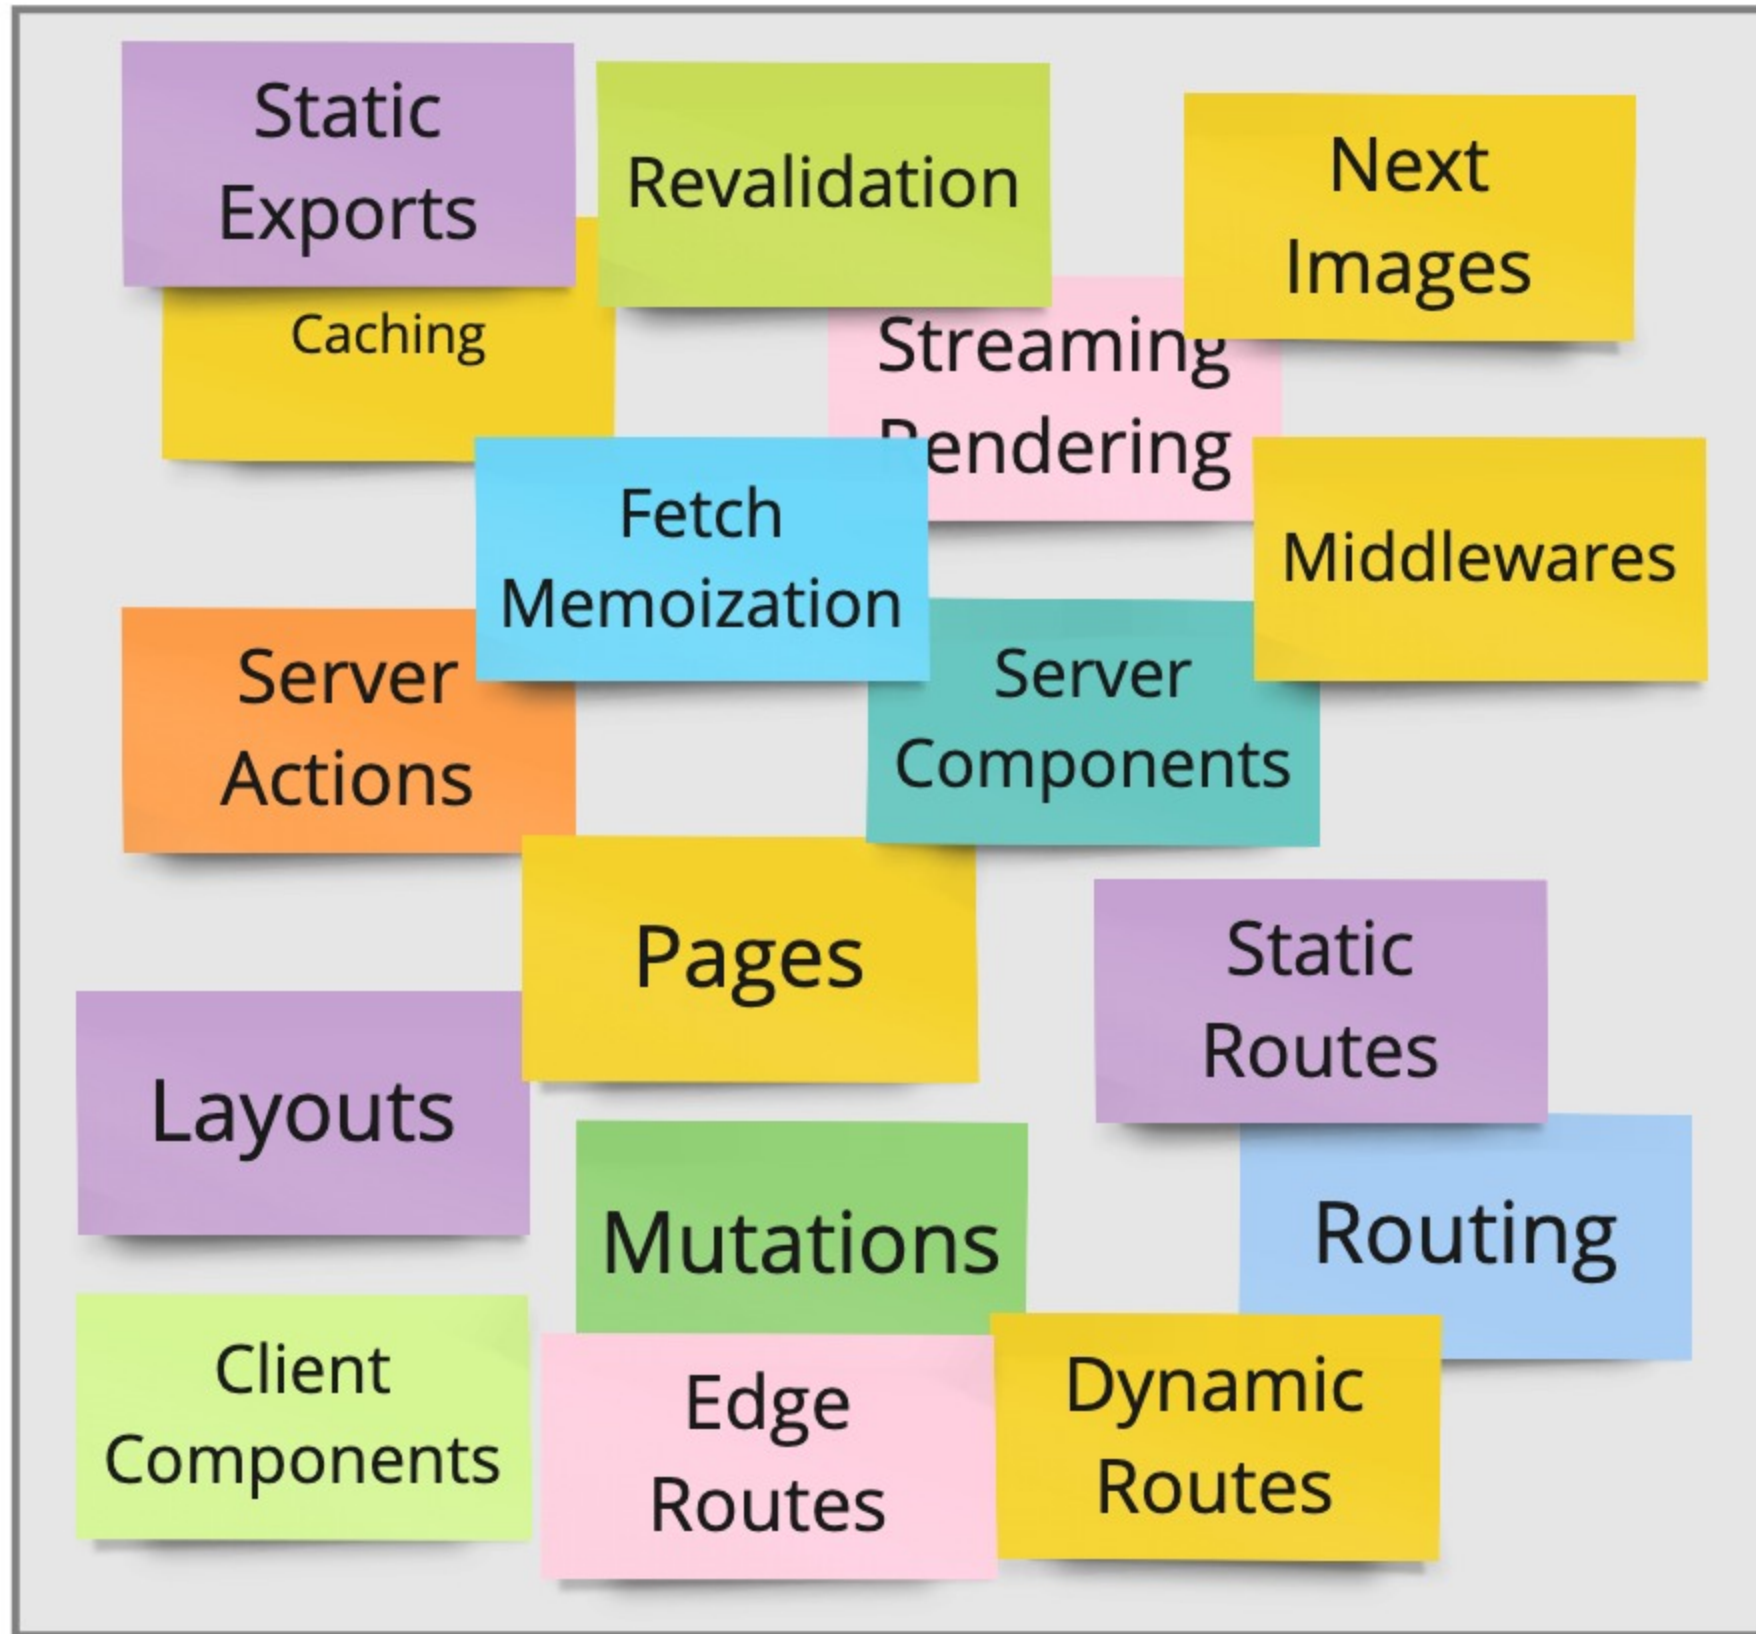 Static
Exports
Revalidation
Next
Images
Caching
Streaming
Rendering
Fetch
Memoization
Middlewares
Server
Actions
Server
Components
Pages
Static
Routes
Layouts
Mutations
Routing
Client
Components
Edge
Routes
Dynamic
Routes